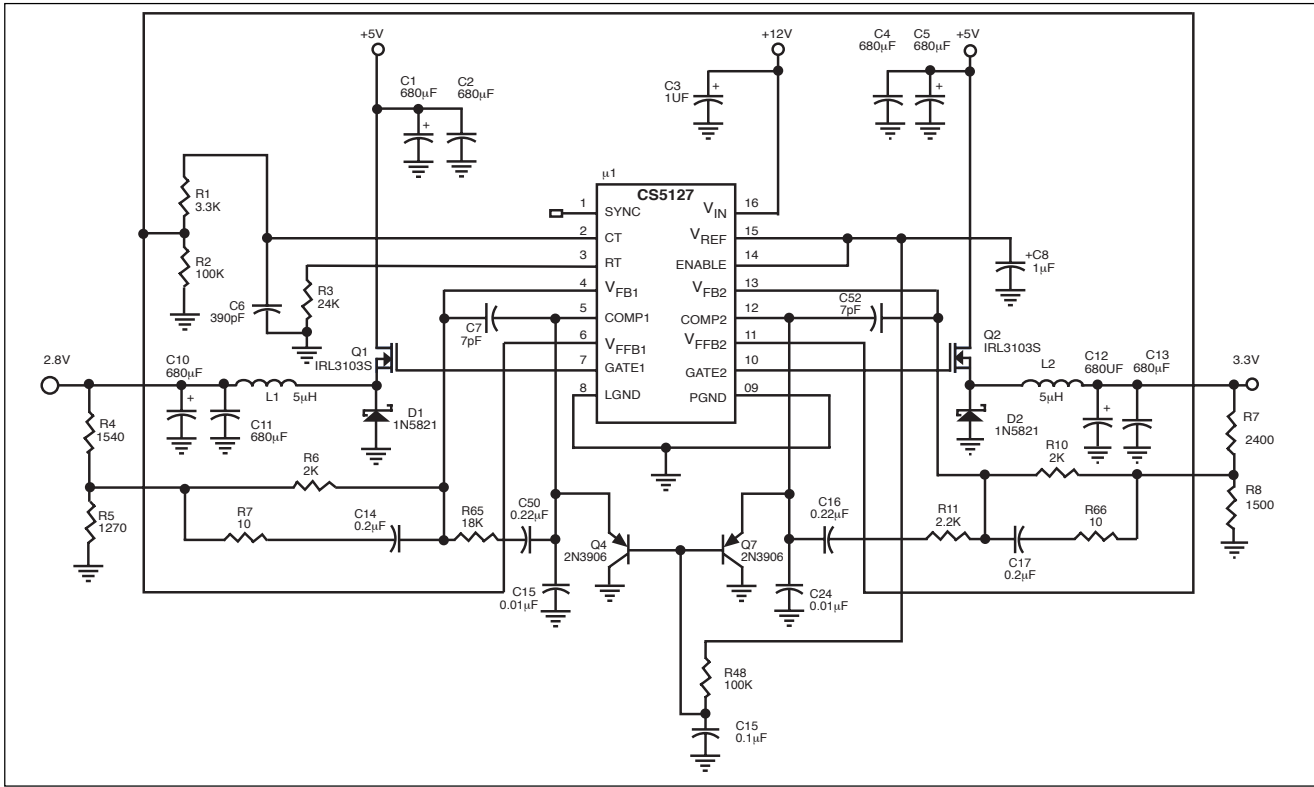 +5V
+12V
C4
680µF
C5
680µF
+5V
C1
680µF
C2
680µF
+
C3
1UF
+
+
µ1
CS5127
R1
3.3K
R2
100K
C6
390pF
R3
24K
1
SYNC
2
CT
3
RT
4
VFB1
5
COMP1
6
VFFB1
7
GATE1
8
LGND
VIN
16
VREF
15
ENABLE
14
VFB2
13
COMP2
12
VFFB2
11
GATE2
10
PGND
09
+C8
1µF
C7
7pF
C52
7pF
Q1
IRL3103S
Q2
IRL3103S
2.8V
C10
680µF
+
L1
5µH
C11
680µF
D1
1N5821
L2
5µH
C12
680UF
+
C13
680µF
3.3V
D2
1N5821
R4
1540
R5
1270
R6
2K
R7
10
C14
0.2µF
R65
18K
C50
0.22µF
C15
0.01µF
Q4
2N3906
Q7
2N3906
C16
0.22µF
C24
0.01µF
R11
2.2K
R10
2K
C17
0.2µF
R66
10
R7
2400
R8
1500
R48
100K
C15
0.1µF